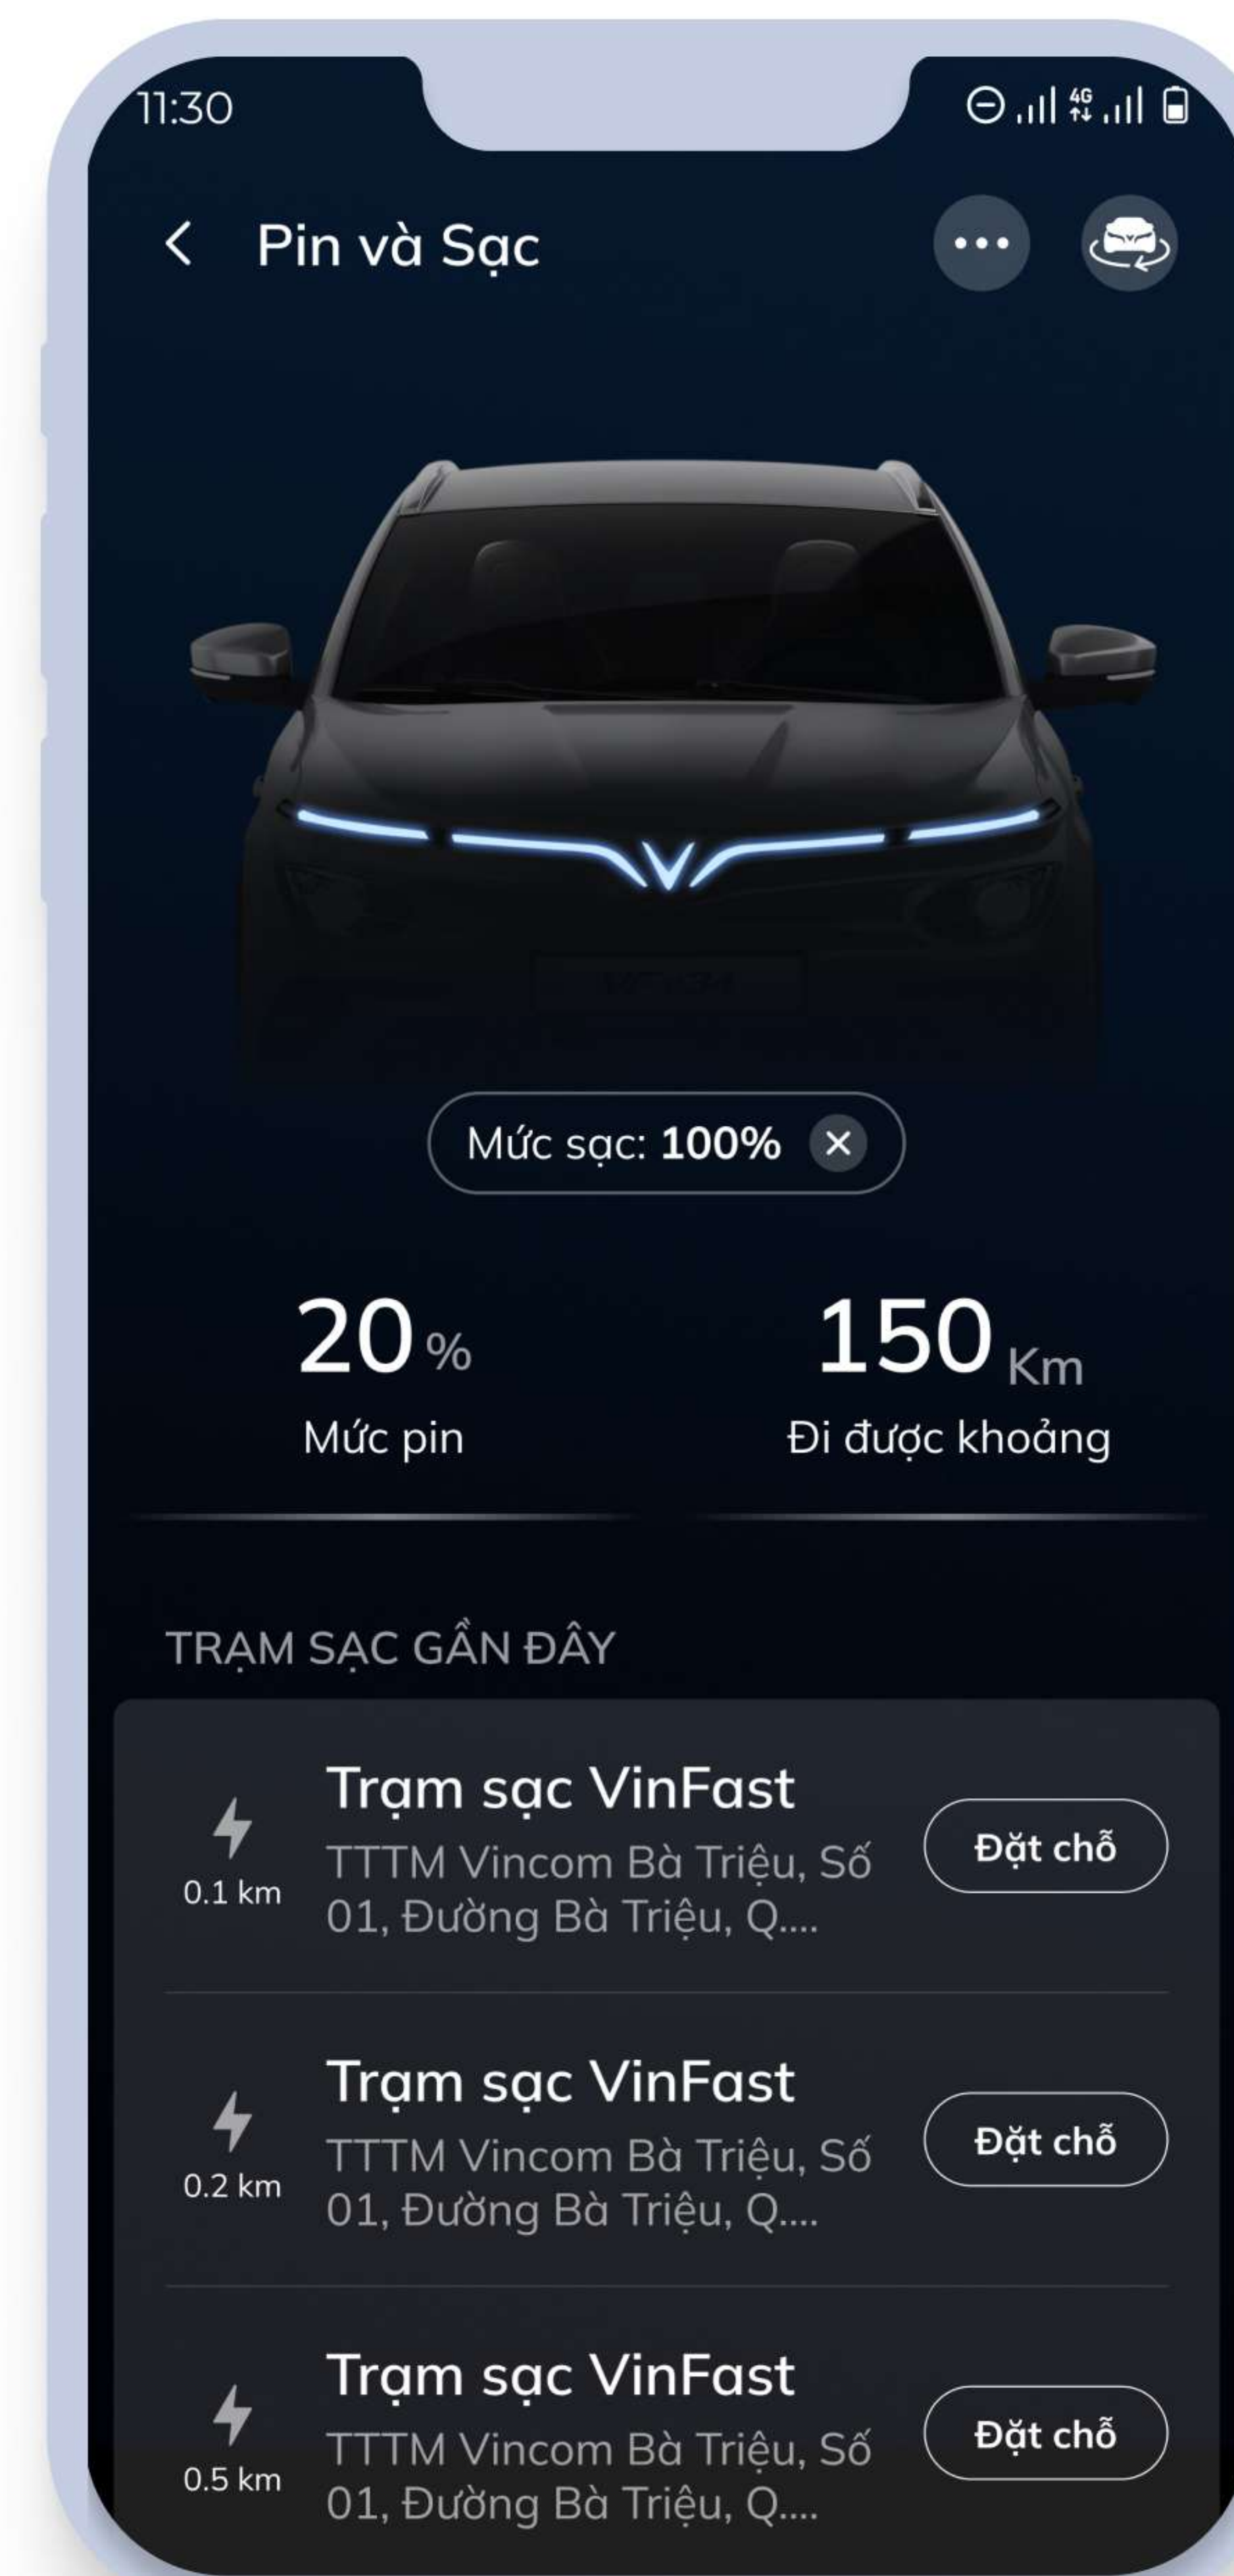 11:30
4G
Pin và Sạc
Mức sạc: 100%
20 %
150 Km
Mức pin
Đi được khoảng
TRẠM SẠC GẦN ĐÂY
Trạm sạc VinFast
TTTM Vincom Bà Triệu, Số
01, Đường Bà Triệu, Q....
0.1 km
Đặt chỗ
Trạm sạc VinFast
TTTM Vincom Bà Triệu, Số
01, Đường Bà Triệu, Q....
0.2 km
Đặt chỗ
Trạm sạc VinFast
TTTM Vincom Bà Triệu, Số
01, Đường Bà Triệu, Q....
0.5 km
Đặt chỗ